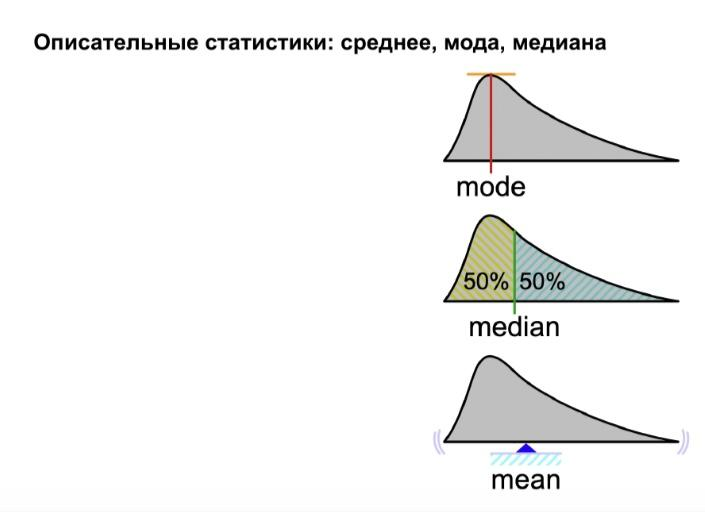 Описательные статистики: среднее, мода, медиана
mode
50% 50%
median
mean